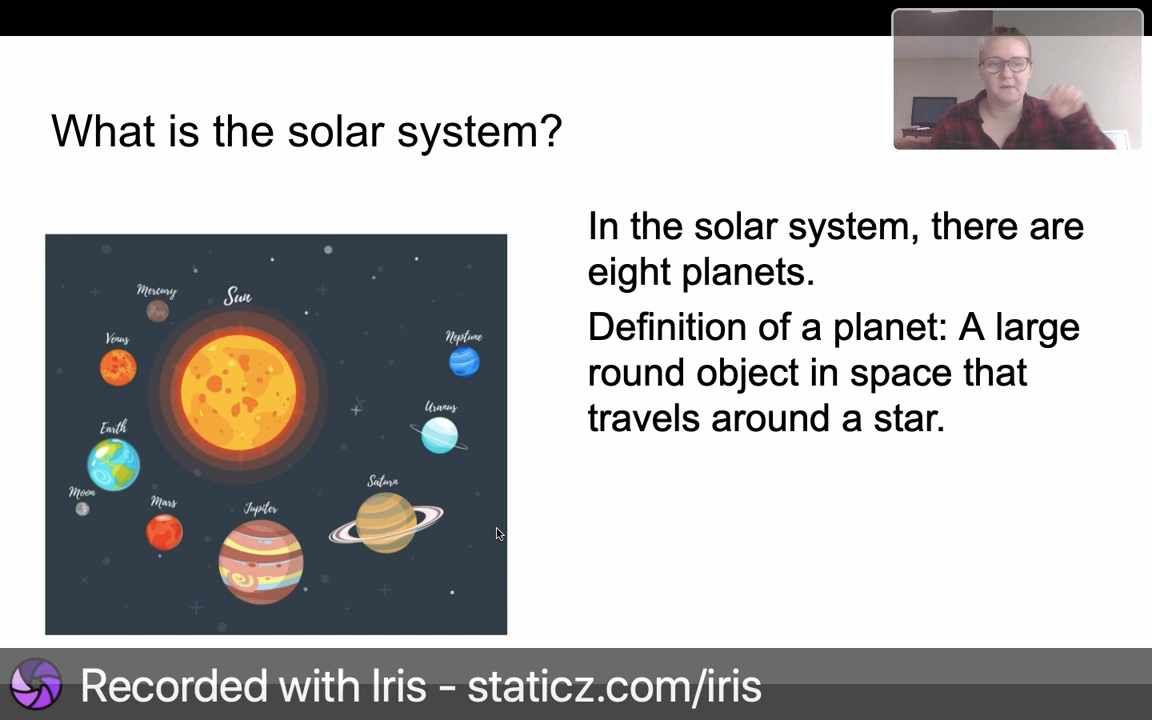 What is the solar system?
In the solar system, there are
eight planets.
Definition of a planet: A large
round object in space that
travels around a star.
Mercury
Sun
Venus
Neptune
Earth
Uranus
Moon
Mars
Jupiter
Saturn
Recorded with Iris - staticz.com/iris